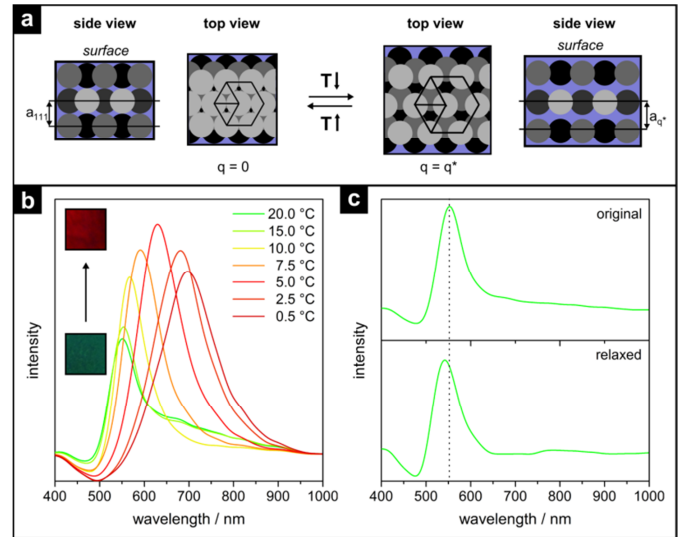 a
side view
top view
top view
side view
surface
surface
a111
T↓
T↑
aq*
q = 0
q = q*
b
20.0 °C
15.0 °C
10.0 °C
7.5 °C
5.0 °C
2.5 °C
0.5 °C
intensity
400 500 600 700 800 900 1000
wavelength / nm
c
original
relaxed
intensity
400 500 600 700 800 900 1000
wavelength / nm